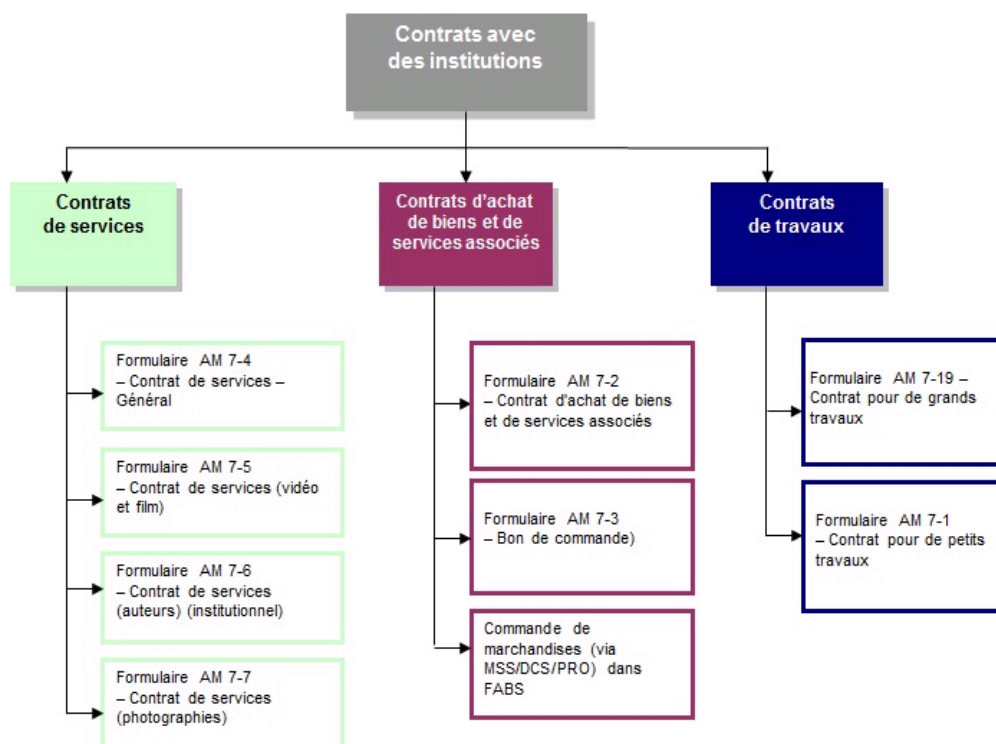 Contrats avec
des institutions
Contrats
de services
Formulaire AM 7-4
– Contrat de services –
Général
Formulaire AM 7-5
– Contrat de services (vidéo
et film)
Formulaire AM 7-6
– Contrat de services
(auteurs) (institutionnel)
Formulaire AM 7-7
– Contrat de services
(photographies)
Contrats d'achat
de biens et de
services associés
Formulaire AM 7-2
– Contrat d'achat de biens
et de services associés
Formulaire AM 7-3
– Bon de commande)
Commande de
marchandises (via
MSS/DCS/PRO) dans
FABS
Contrats
de travaux
Formulaire AM 7-19 –
Contrat pour de grands
travaux
Formulaire AM 7-1
– Contrat pour de petits
travaux